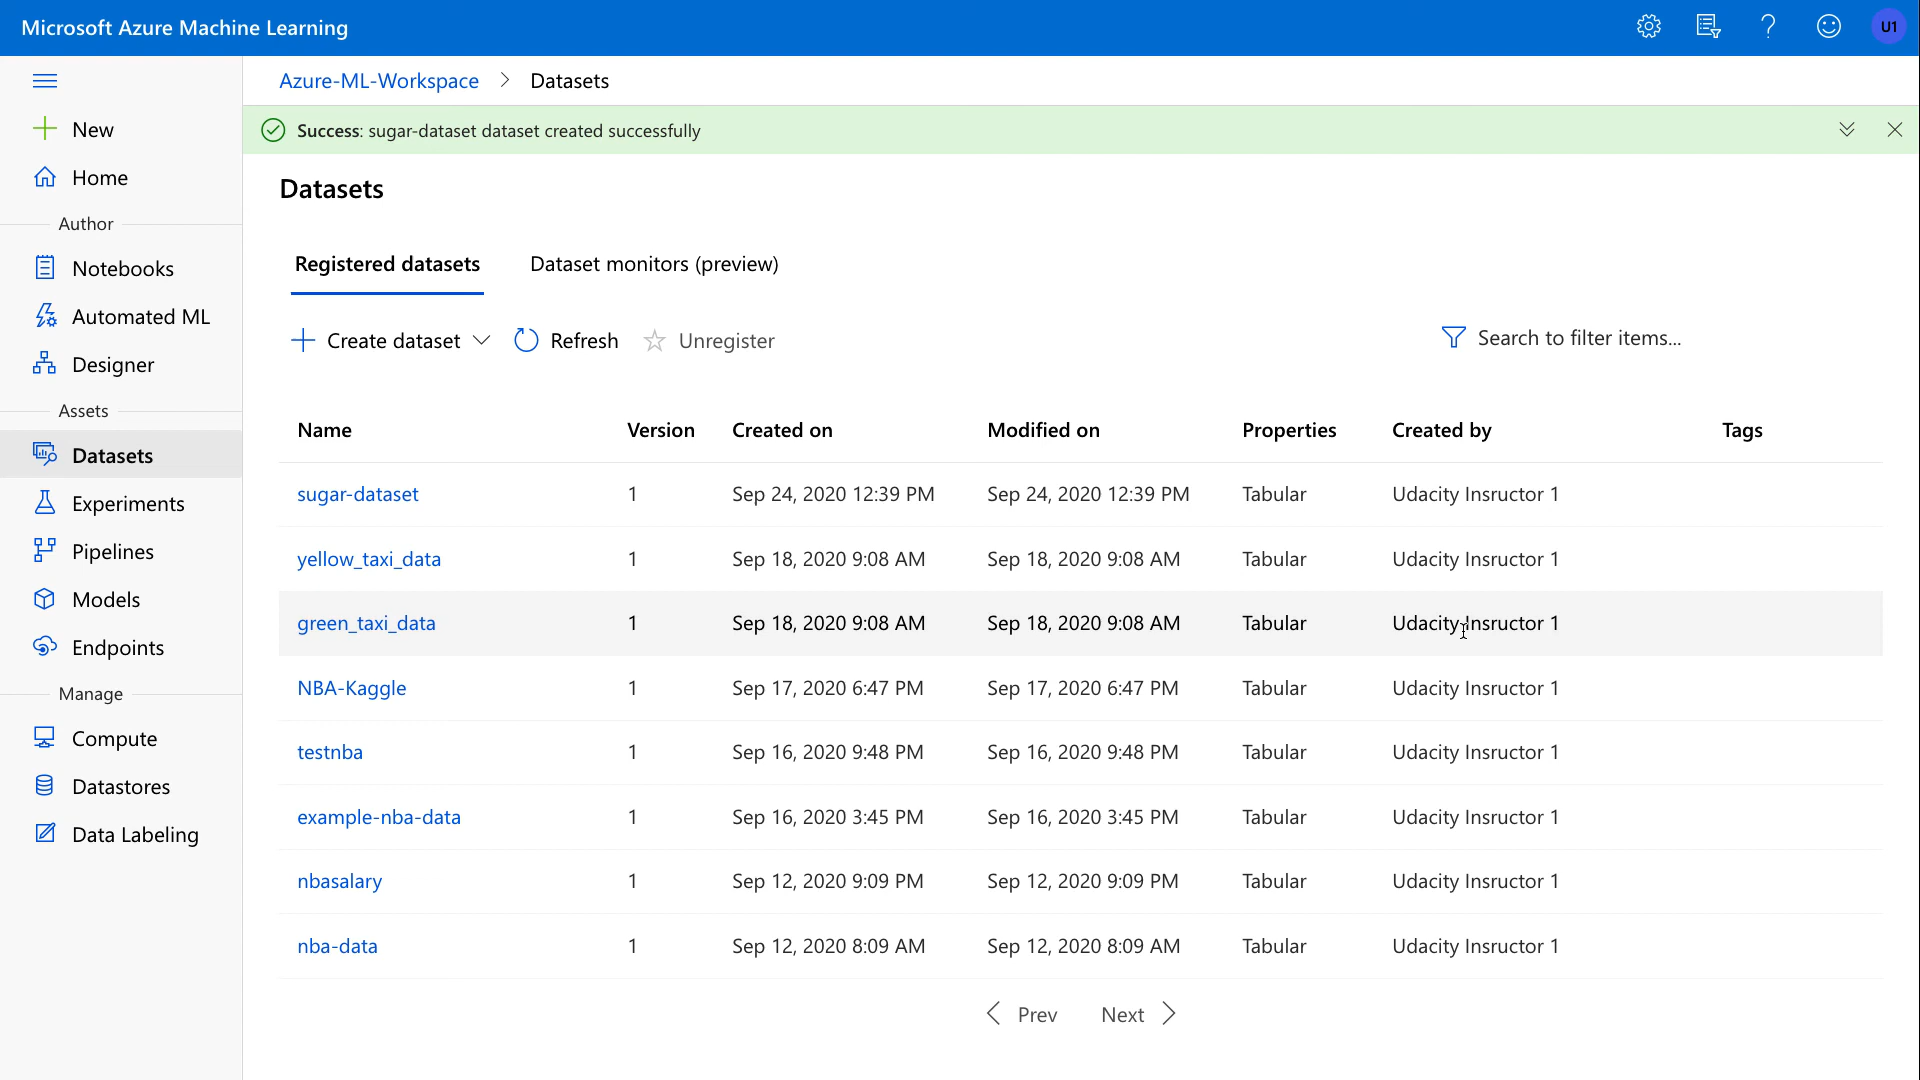 Microsoft Azure Machine Learning
U1
Azure-ML-Workspace > Datasets
Success: sugar-dataset dataset created successfully
New
Home
Author
Notebooks
Automated ML
Designer
Assets
Datasets
Experiments
Pipelines
Models
Endpoints
Manage
Compute
Datastores
Data Labeling
Datasets
Registered datasets Dataset monitors (preview)
Create dataset Refresh Unregister Search to filter items...
Name Version Created on Modified on Properties Created by Tags
sugar-dataset 1 Sep 24, 2020 12:39 PM Sep 24, 2020 12:39 PM Tabular Udacity Insructor 1
yellow_taxi_data 1 Sep 18, 2020 9:08 AM Sep 18, 2020 9:08 AM Tabular Udacity Insructor 1
green_taxi_data 1 Sep 18, 2020 9:08 AM Sep 18, 2020 9:08 AM Tabular Udacity Insructor 1
NBA-Kaggle 1 Sep 17, 2020 6:47 PM Sep 17, 2020 6:47 PM Tabular Udacity Insructor 1
testnba 1 Sep 16, 2020 9:48 PM Sep 16, 2020 9:48 PM Tabular Udacity Insructor 1
example-nba-data 1 Sep 16, 2020 3:45 PM Sep 16, 2020 3:45 PM Tabular Udacity Insructor 1
nbasalary 1 Sep 12, 2020 9:09 PM Sep 12, 2020 9:09 PM Tabular Udacity Insructor 1
nba-data 1 Sep 12, 2020 8:09 AM Sep 12, 2020 8:09 AM Tabular Udacity Insructor 1
Prev Next